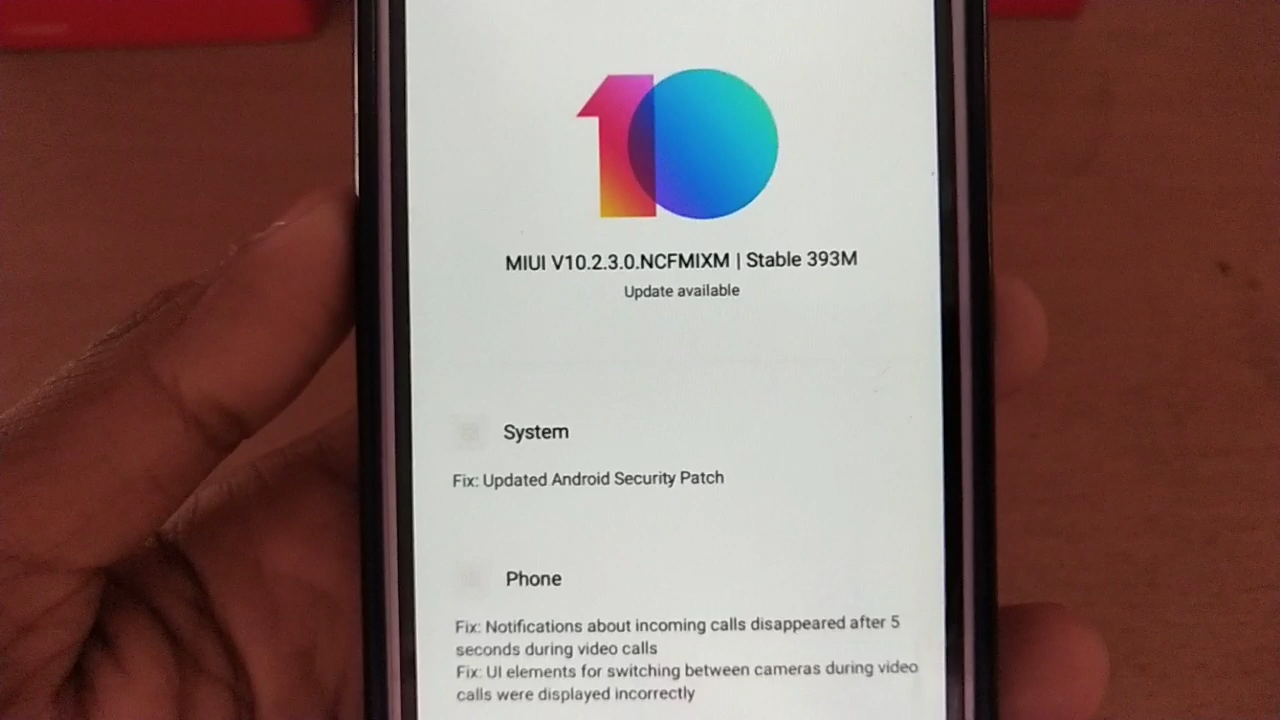 10
MIUI V10.2.3.0.NCFMIXM | Stable 393M
Update available
System
Fix: Updated Android Security Patch
Phone
Fix: Notifications about incoming calls disappeared after 5
seconds during video calls
Fix: UI elements for switching between cameras during video
calls were displayed incorrectly